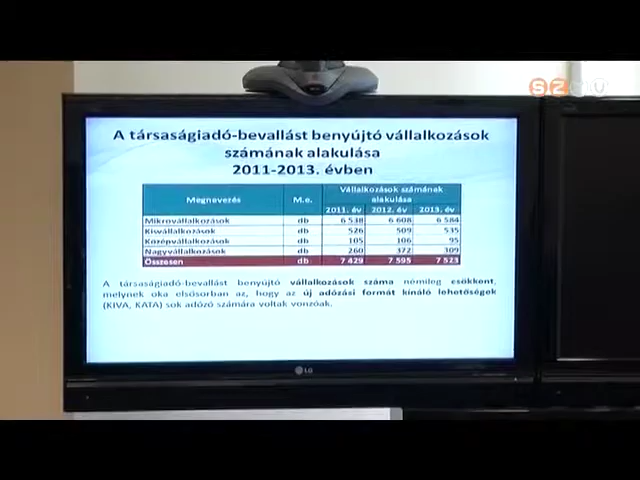 A társaságiadó-bevallást benyújtó vállalkozások
számának alakulása
2011-2013. évben
Megnevezés M.e. Vállalkozások számának
alakulása
2011. év 2012. év 2013. év
Mikrovállalkozások db 6 538 6 608 6 584
Kisvállalkozások db 526 509 535
Középvállalkozások db 105 106 95
Nagyvállalkozások db 260 372 309
Összesen db 7 429 7 595 7 523
A társaságiadó-bevallást benyújtó vállalkozások száma némileg csökkent,
melynek oka elsősorban az, hogy az új adózási formát kínáló lehetőségek
(KIVA, KATA) sok adózó számára voltak vonzóak.
LG